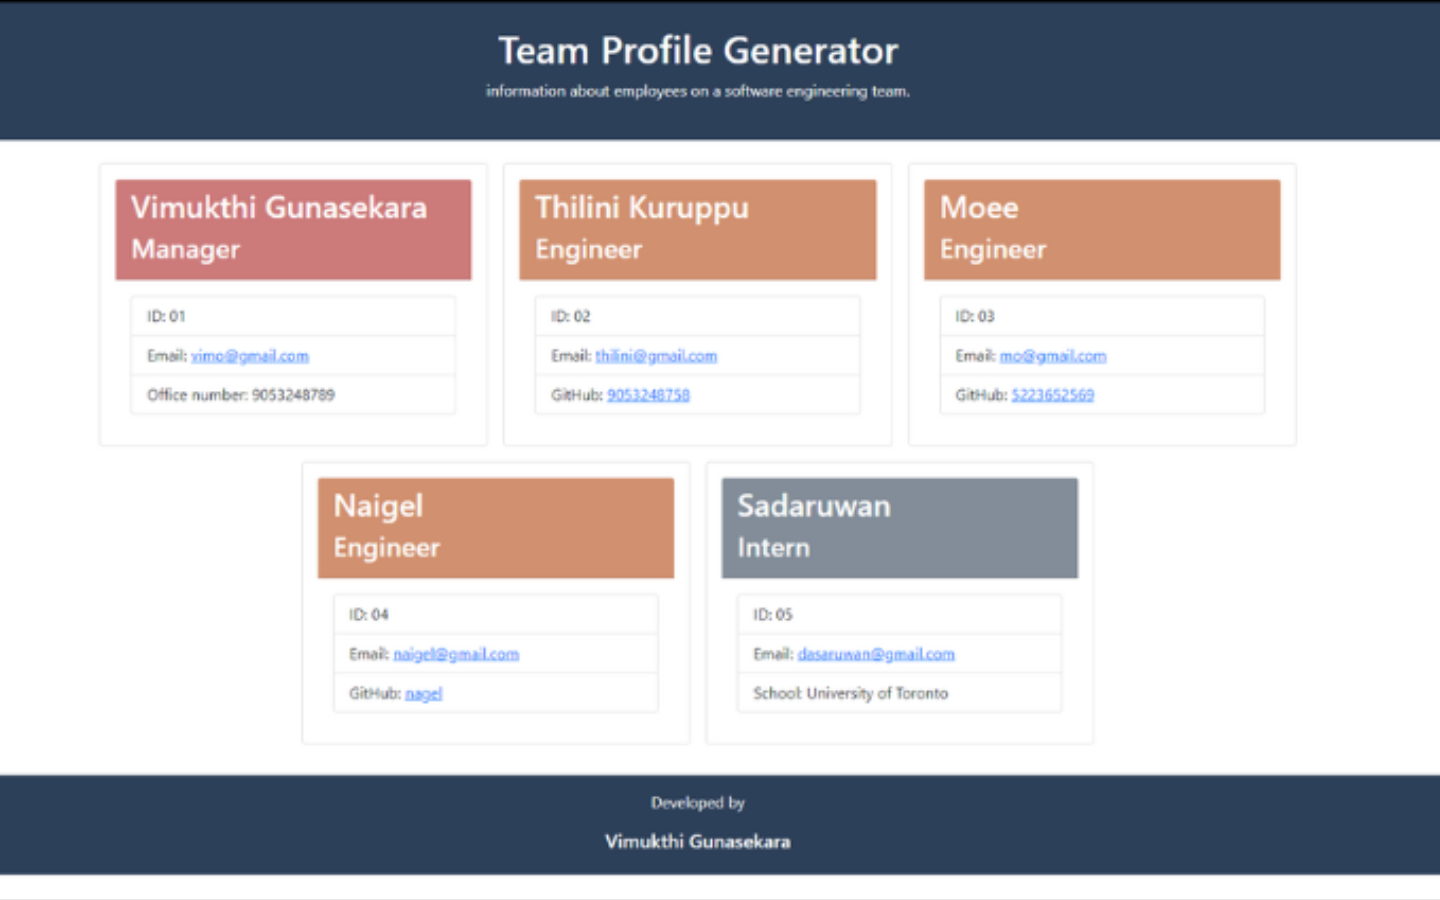 Team Profile Generator
information about employees on a software engineering team.
Vimukthi Gunasekara
Manager
ID: 01
Email: vimo@gmail.com
Office number: 9053248789
Thilini Kuruppu
Engineer
ID: 02
Email: thilini@gmail.com
GitHub: 9053248758
Moee
Engineer
ID: 03
Email: mo@gmail.com
GitHub: 5223652569
Naigel
Engineer
ID: 04
Email: naigel@gmail.com
GitHub: nagel
Sadaruwan
Intern
ID: 05
Email: dasaruwan@gmail.com
School: University of Toronto
Developed by
Vimukthi Gunasekara